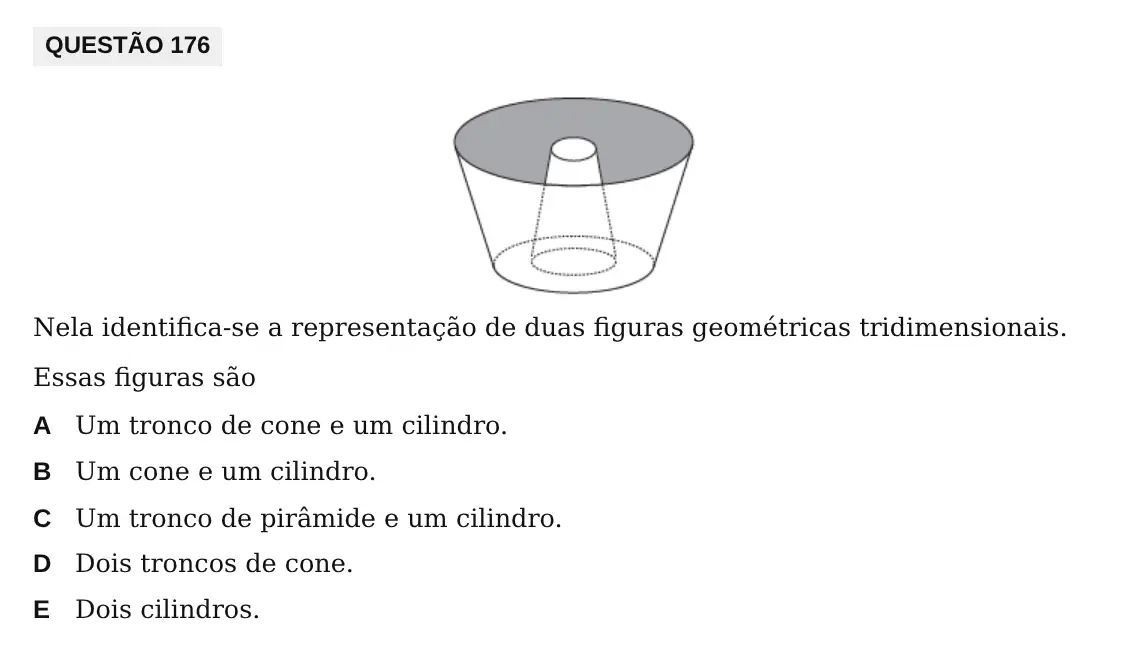 QUESTÃO 176
Nela identifica-se a representação de duas figuras geométricas tridimensionais.
Essas figuras são
A Um tronco de cone e um cilindro.
B Um cone e um cilindro.
C Um tronco de pirâmide e um cilindro.
D Dois troncos de cone.
E Dois cilindros.